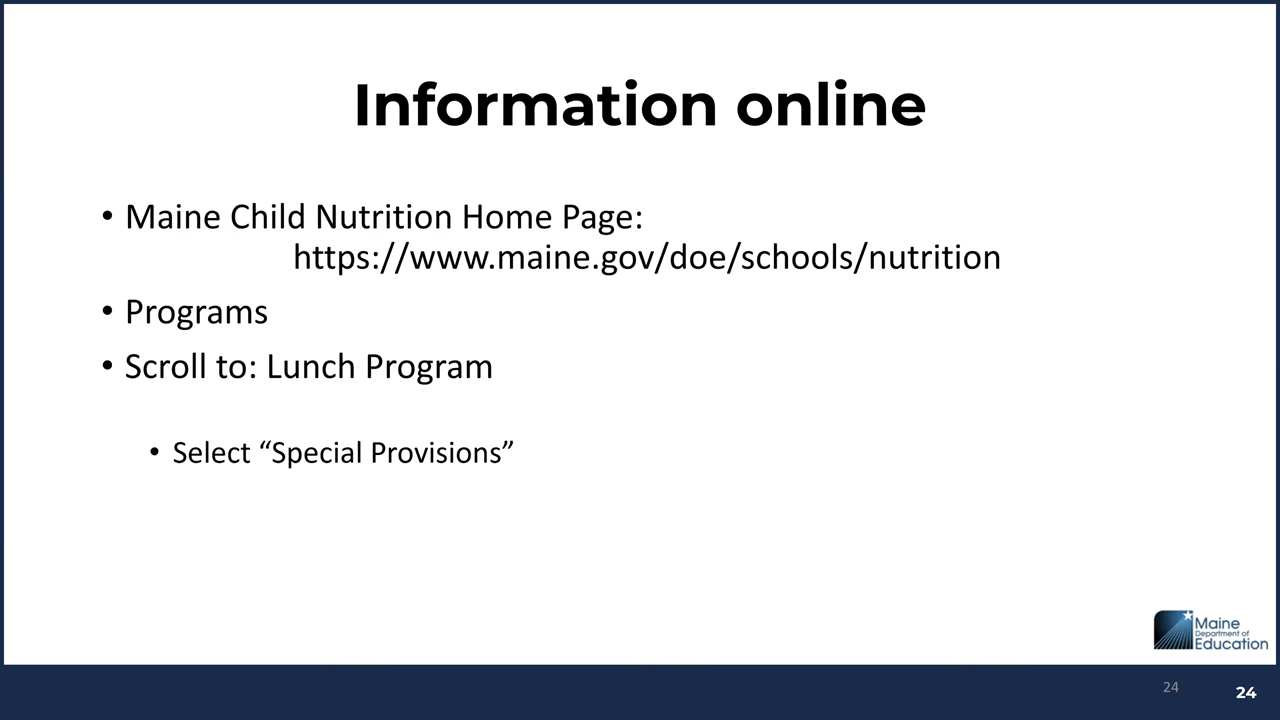 Information online
• Maine Child Nutrition Home Page:
https://www.maine.gov/doe/schools/nutrition
• Programs
• Scroll to: Lunch Program
• Select “Special Provisions”
Maine
Department of
Education
24
24